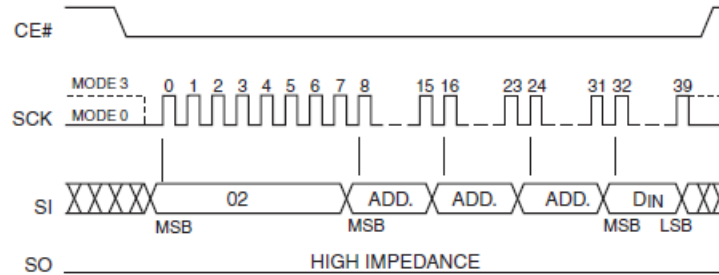 CE#
MODE 3
0 1 2 3 4 5 6 7 8 15 16 23 24 31 32 39
SCK
MODE 0
SI
02 ADD. ADD. ADD. DIN
MSB MSB MSB LSB
SO
HIGH IMPEDANCE